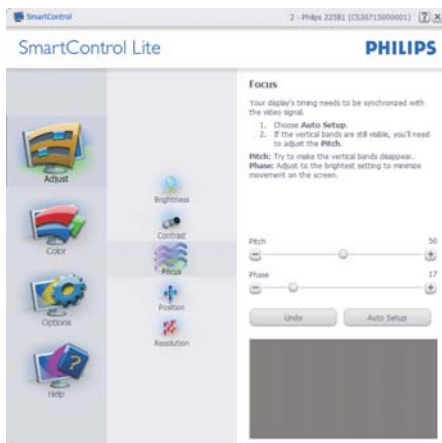 SmartControl
2 - Philips 225B1 (CS30715000001)
SmartControl Lite
PHILIPS
Adjust
Color
Options
Help
Brightness
Contrast
Focus
Position
Resolution
Focus
Your display's timing needs to be synchronized with
the video signal.
1. Choose Auto Setup.
2. If the vertical bands are still visible, you'll need
to adjust the Pitch.
Pitch: Try to make the vertical bands disappear.
Phase: Adjust to the brightest setting to minimize
movement on the screen.
Pitch 50
Phase 17
Undo Auto Setup